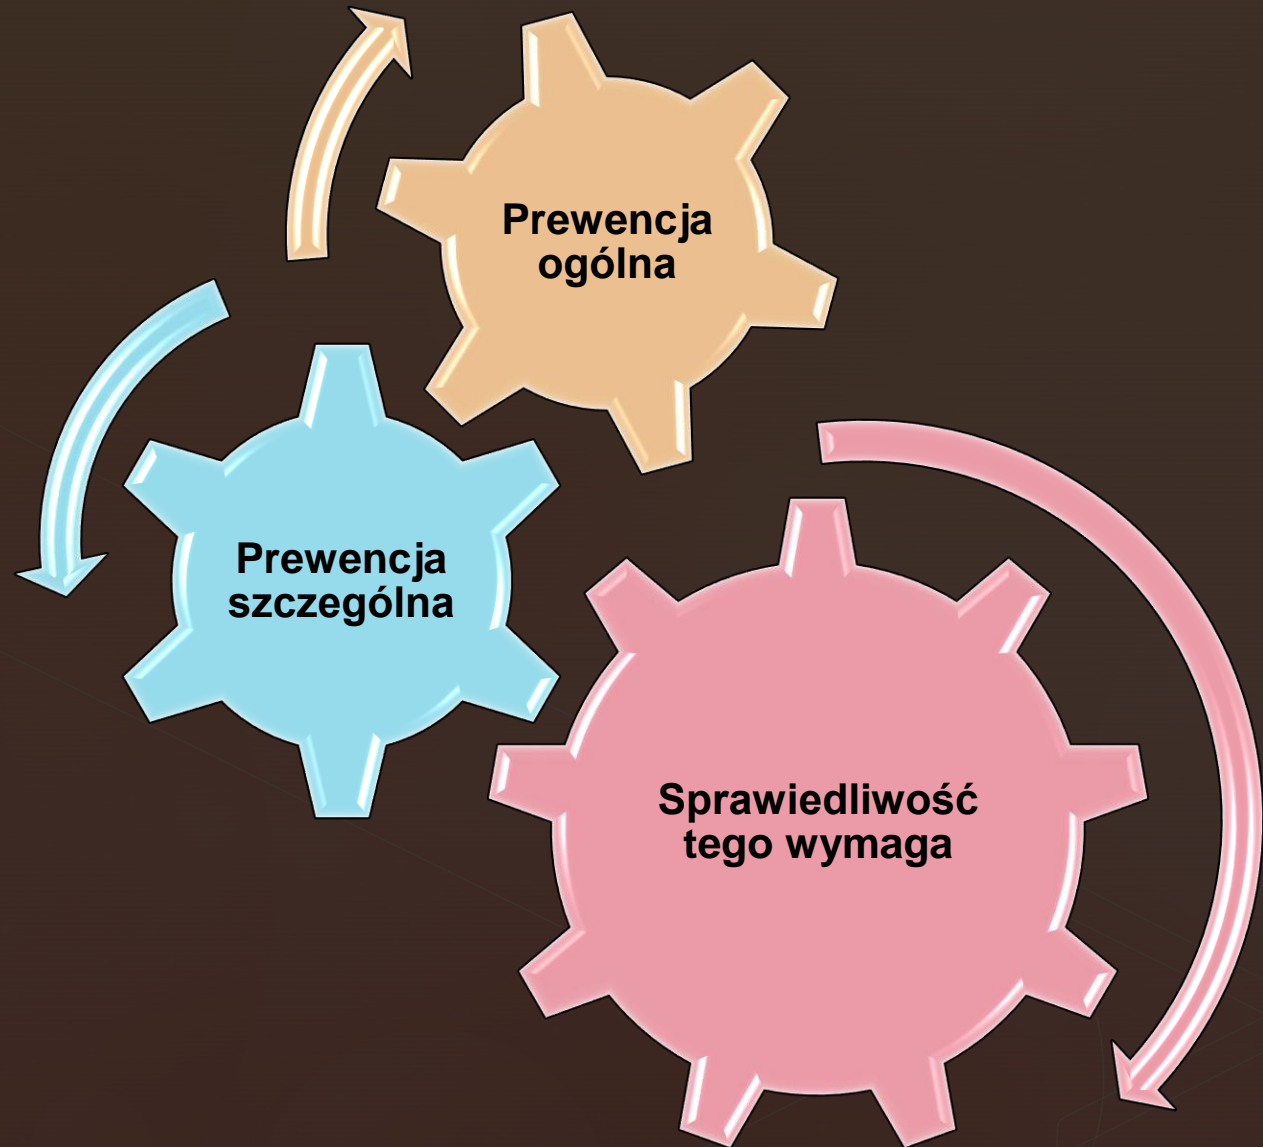 Prewencja
ogólna
Prewencja
szczególna
Sprawiedliwość
tego wymaga